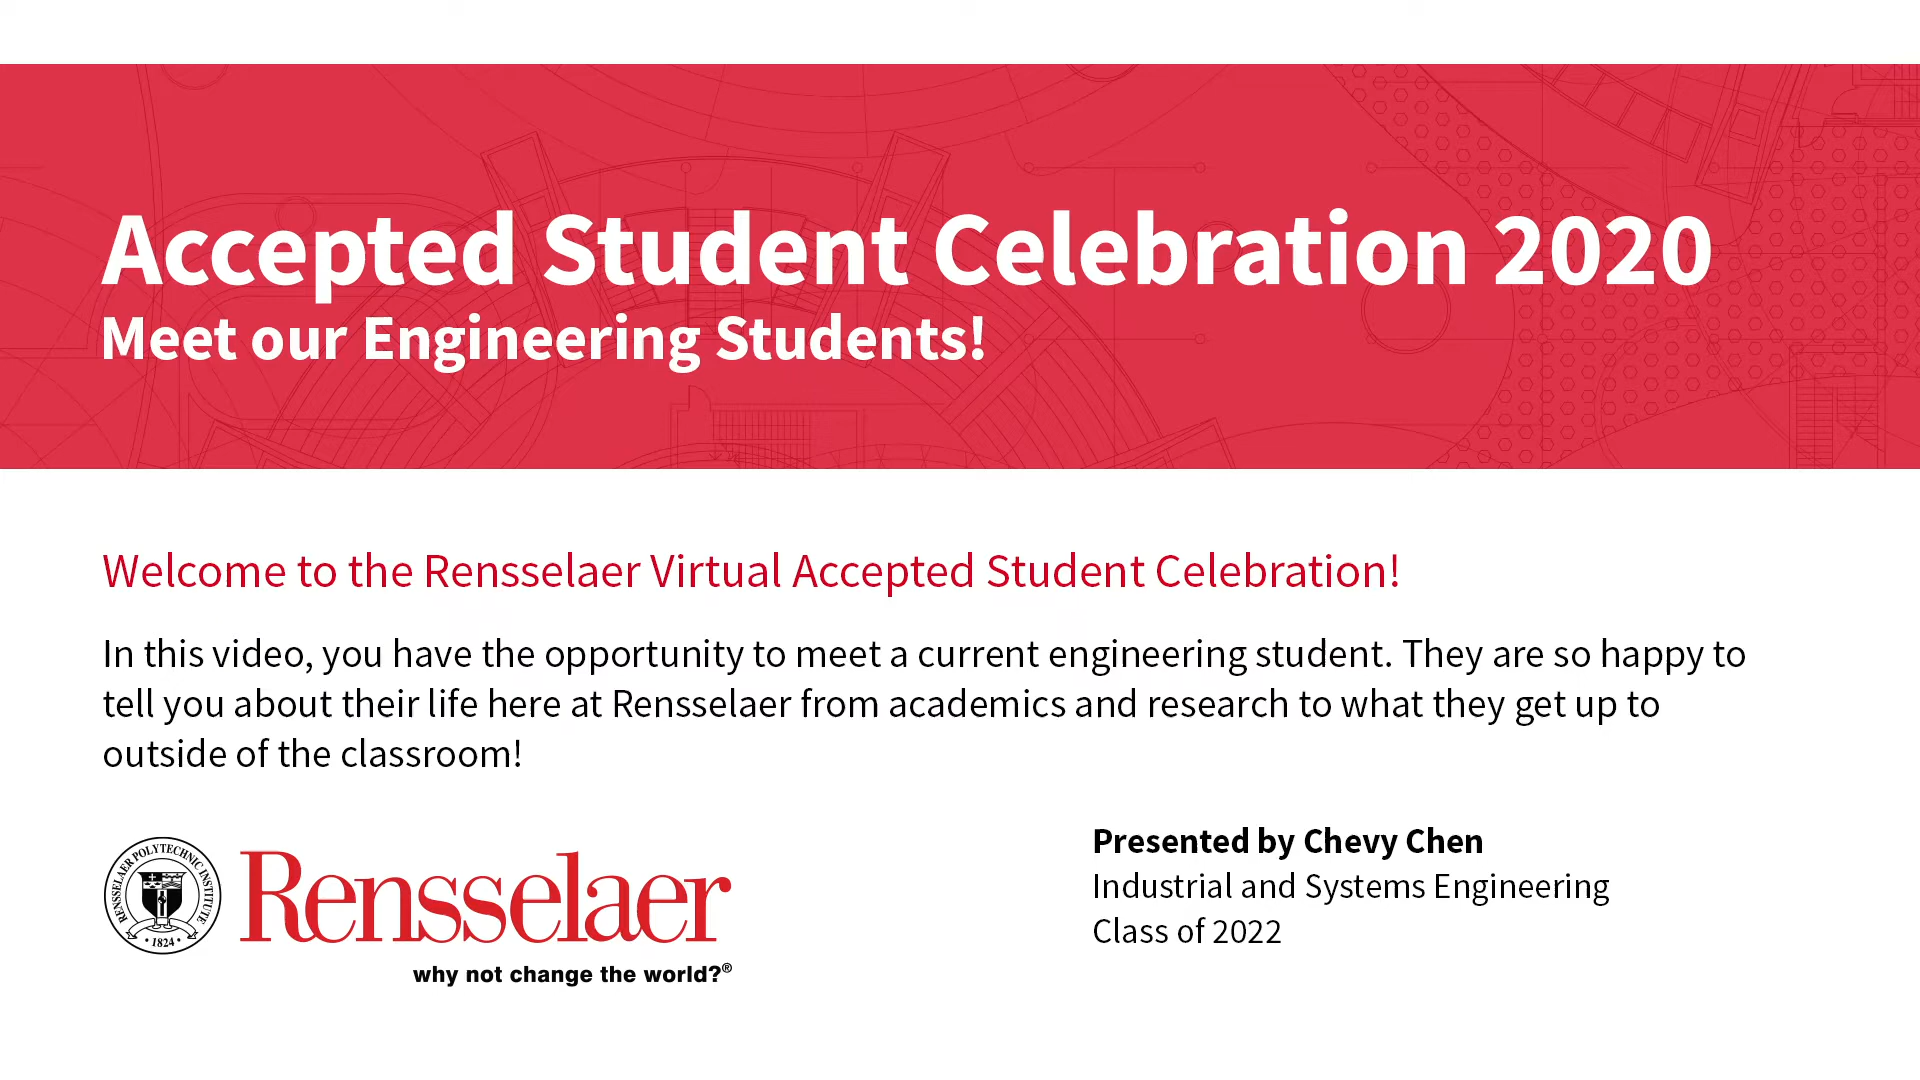 Accepted Student Celebration 2020
Meet our Engineering Students!
Welcome to the Rensselaer Virtual Accepted Student Celebration!
In this video, you have the opportunity to meet a current engineering student. They are so happy to
tell you about their life here at Rensselaer from academics and research to what they get up to
outside of the classroom!
RENSSELAER POLYTECHNIC INSTITUTE
• 1824 •
Rensselaer
why not change the world?®
Presented by Chevy Chen
Industrial and Systems Engineering
Class of 2022